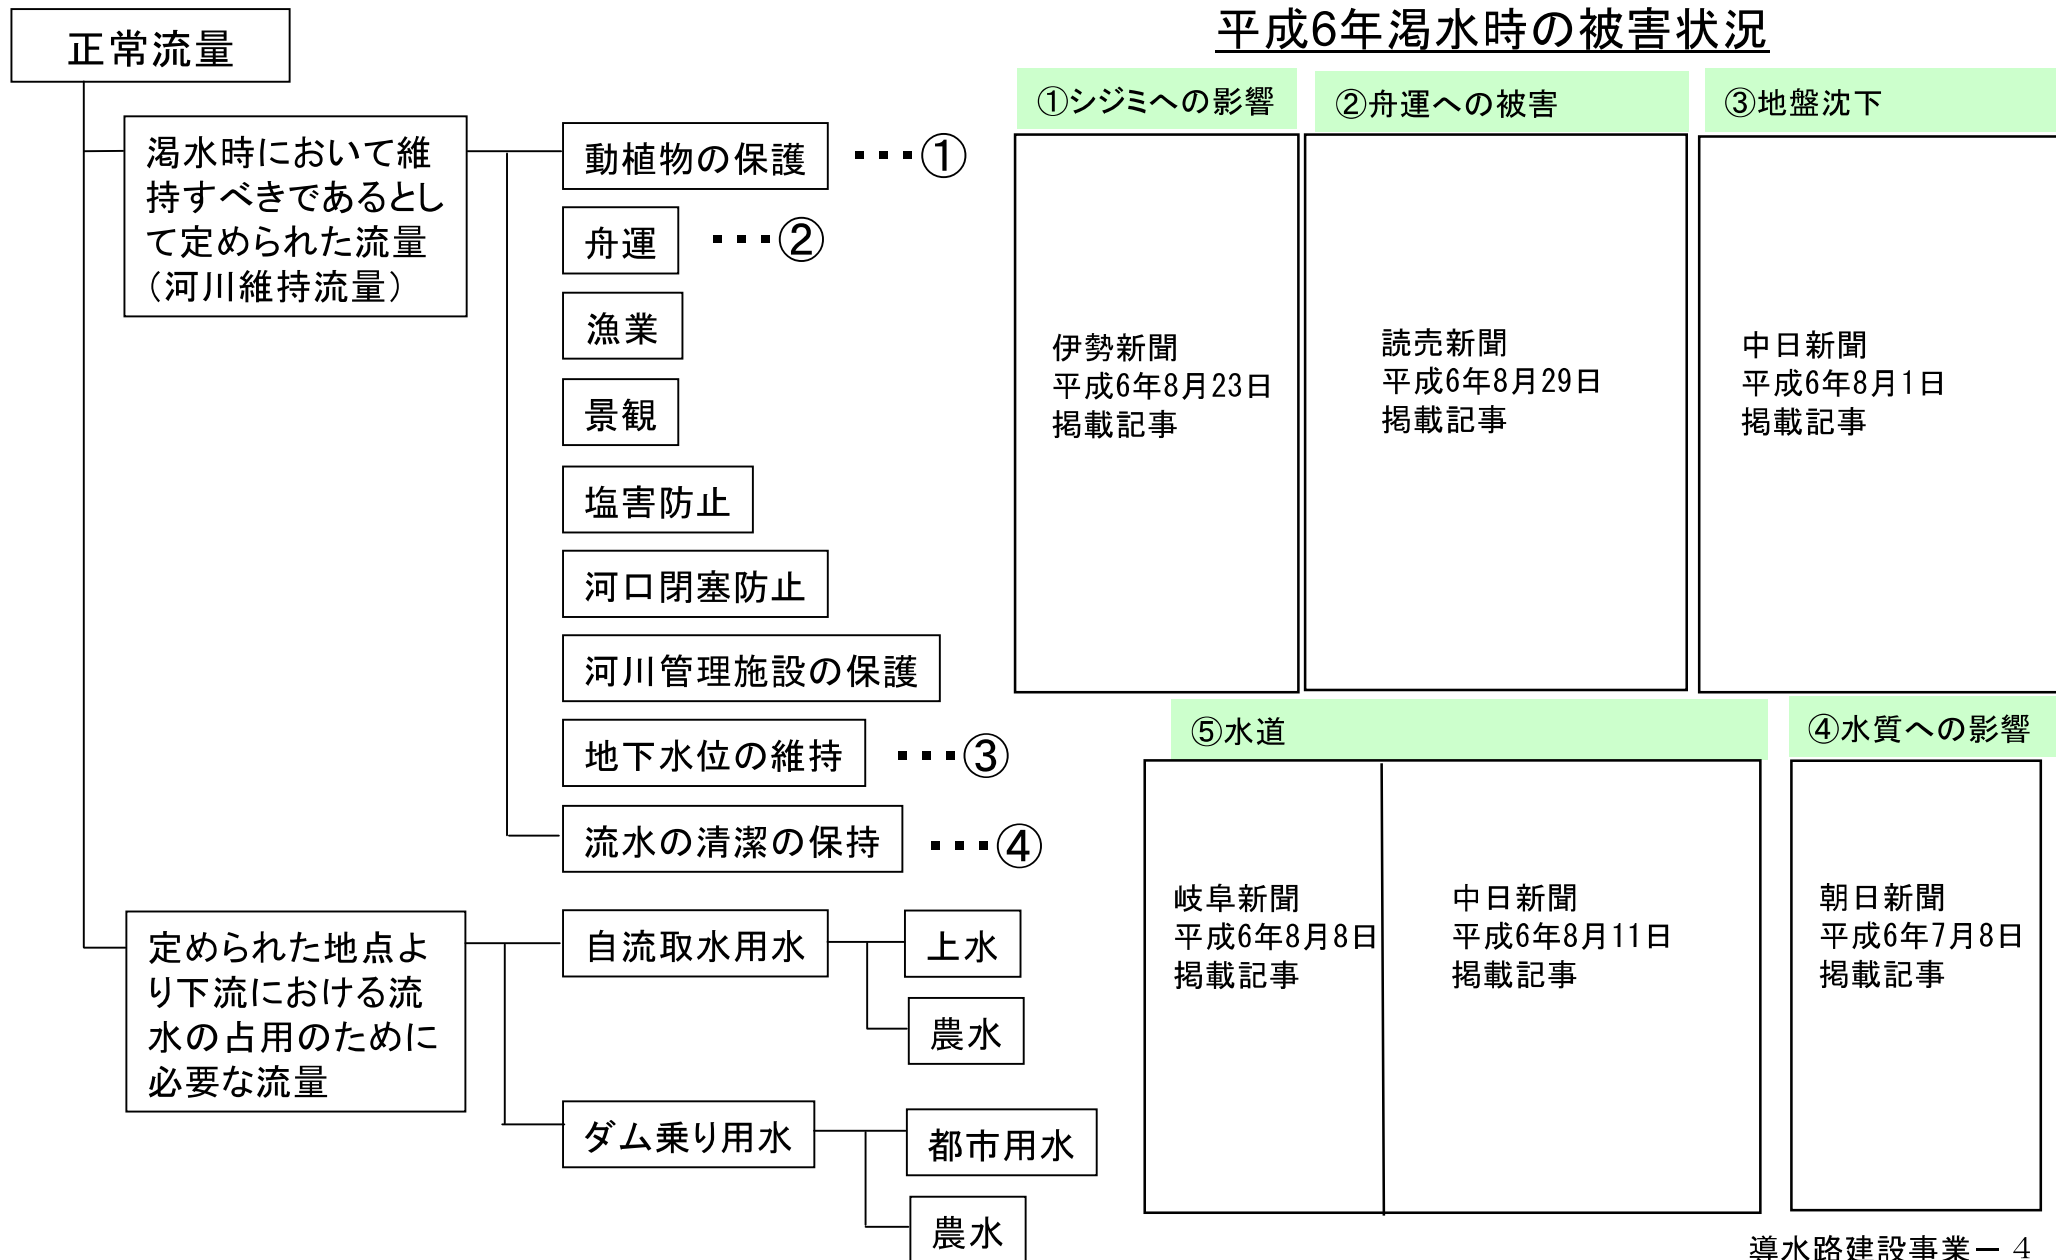 正常流量
渇水時において維
持すべきであるとし
て定められた流量
（河川維持流量）
動植物の保護 ・・・①
舟運 ・・・②
漁業
景観
塩害防止
河口閉塞防止
河川管理施設の保護
地下水位の維持 ・・・③
流水の清潔の保持 ・・・④
定められた地点よ
り下流における流
水の占用のために
必要な流量
自流取水用水
上水
農水
ダム乗り用水
都市用水
農水
平成6年渇水時の被害状況
①シジミへの影響
伊勢新聞
平成6年8月23日
掲載記事
②舟運への被害
読売新聞
平成6年8月29日
掲載記事
③地盤沈下
中日新聞
平成6年8月1日
掲載記事
⑤水道
岐阜新聞
平成6年8月8日
掲載記事
中日新聞
平成6年8月11日
掲載記事
④水質への影響
朝日新聞
平成6年7月8日
掲載記事
導水路建設事業－４